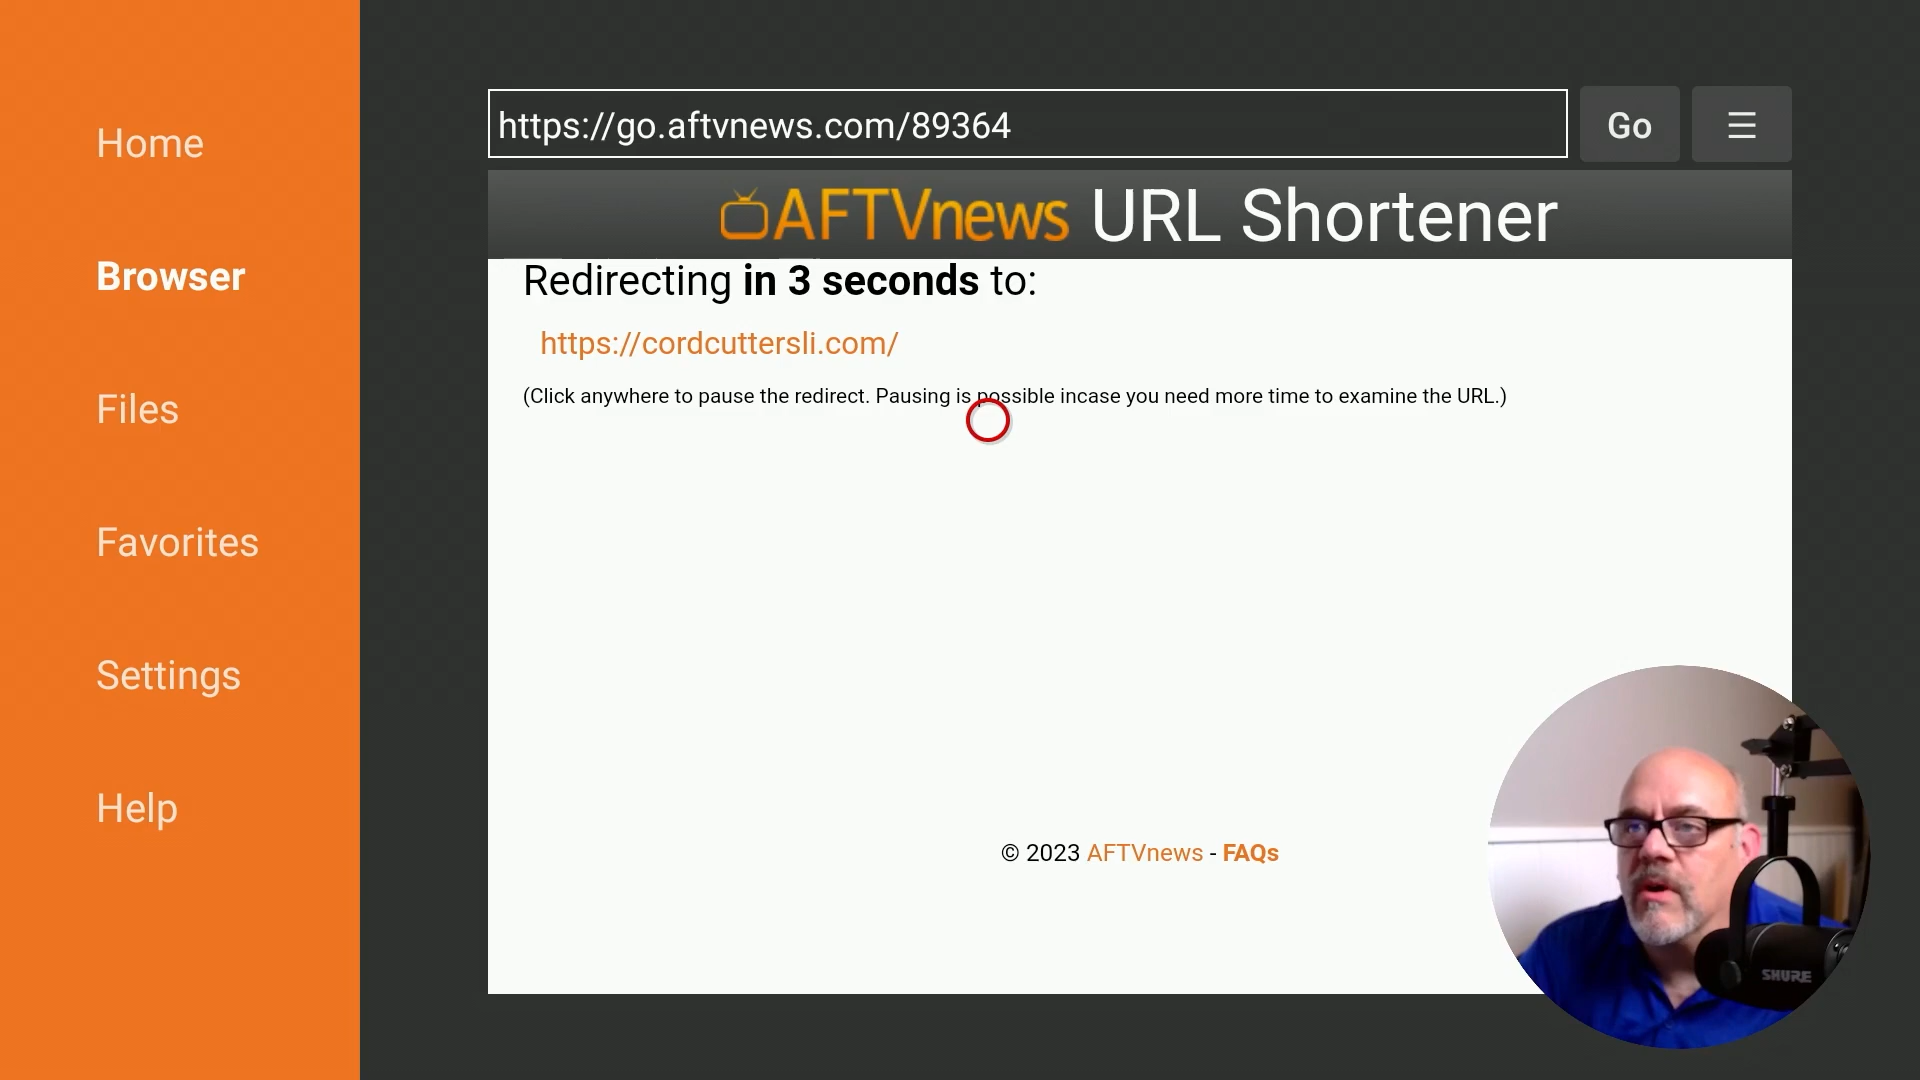 Home
Browser
Files
Favorites
Settings
Help
https://go.aftvnews.com/89364
Go
AFTVnews URL Shortener
Redirecting in 3 seconds to:
https://cordcuttersli.com/
(Click anywhere to pause the redirect. Pausing is possible incase you need more time to examine the URL.)
© 2023 AFTVnews - FAQs
SHURE